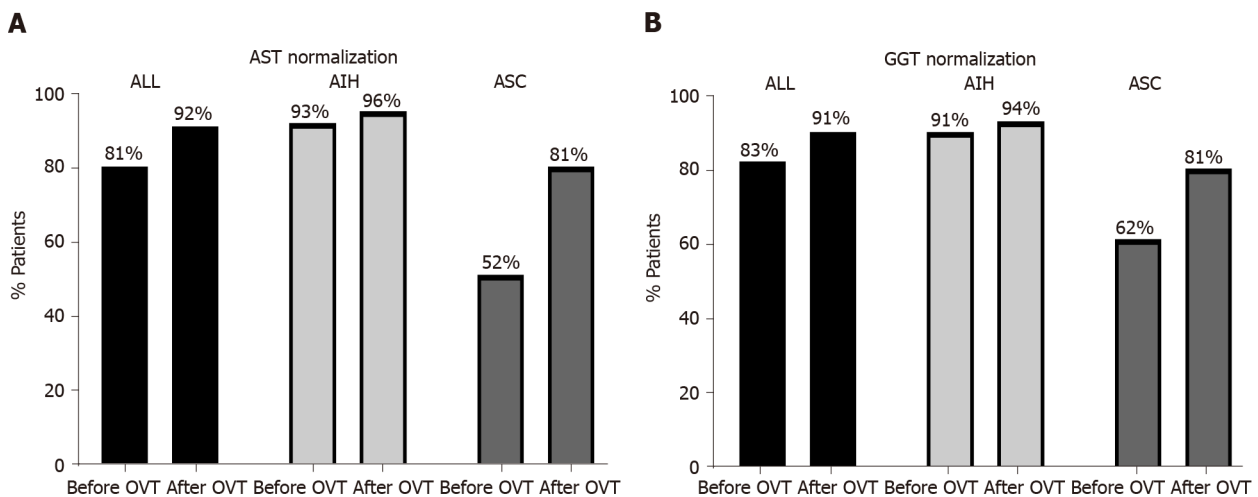 A
AST normalization
ALL AIH ASC
100
80
60
40
20
0
% Patients
81%
92%
93%
96%
52%
81%
Before OVT After OVT Before OVT After OVT Before OVT After OVT
B
GGT normalization
ALL AIH ASC
100
80
60
40
20
0
% Patients
83%
91%
91%
94%
62%
81%
Before OVT After OVT Before OVT After OVT Before OVT After OVT